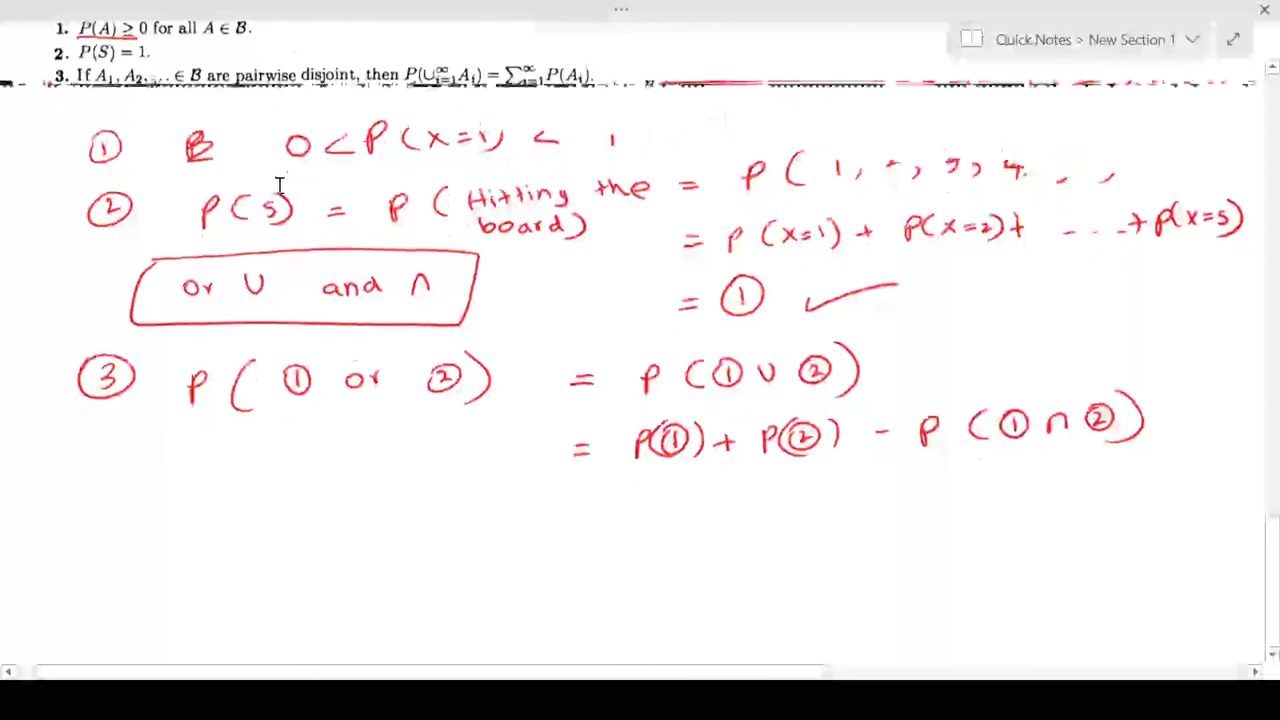 ...
Quick Notes > New Section 1
1. P(A) ≥ 0 for all A ∈ B.
2. P(S) = 1.
3. If A₁, A₂, ... ∈ B are pairwise disjoint, then P(∪ᵢ₌₁^∞ Aᵢ) = ∑ᵢ₌₁^∞ P(Aᵢ).
① 0 < P(X=1) < 1
② P(S) = P(Hitting the board) = P(1, , 3, 4. . ,
= P(X=1) + P(X=2) + ... + P(X=5)
= ① ✓
or ∪ and ∩
③ P(① or ②) = P(① ∪ ②)
= P(①) + P(②) - P(① ∩ ②)